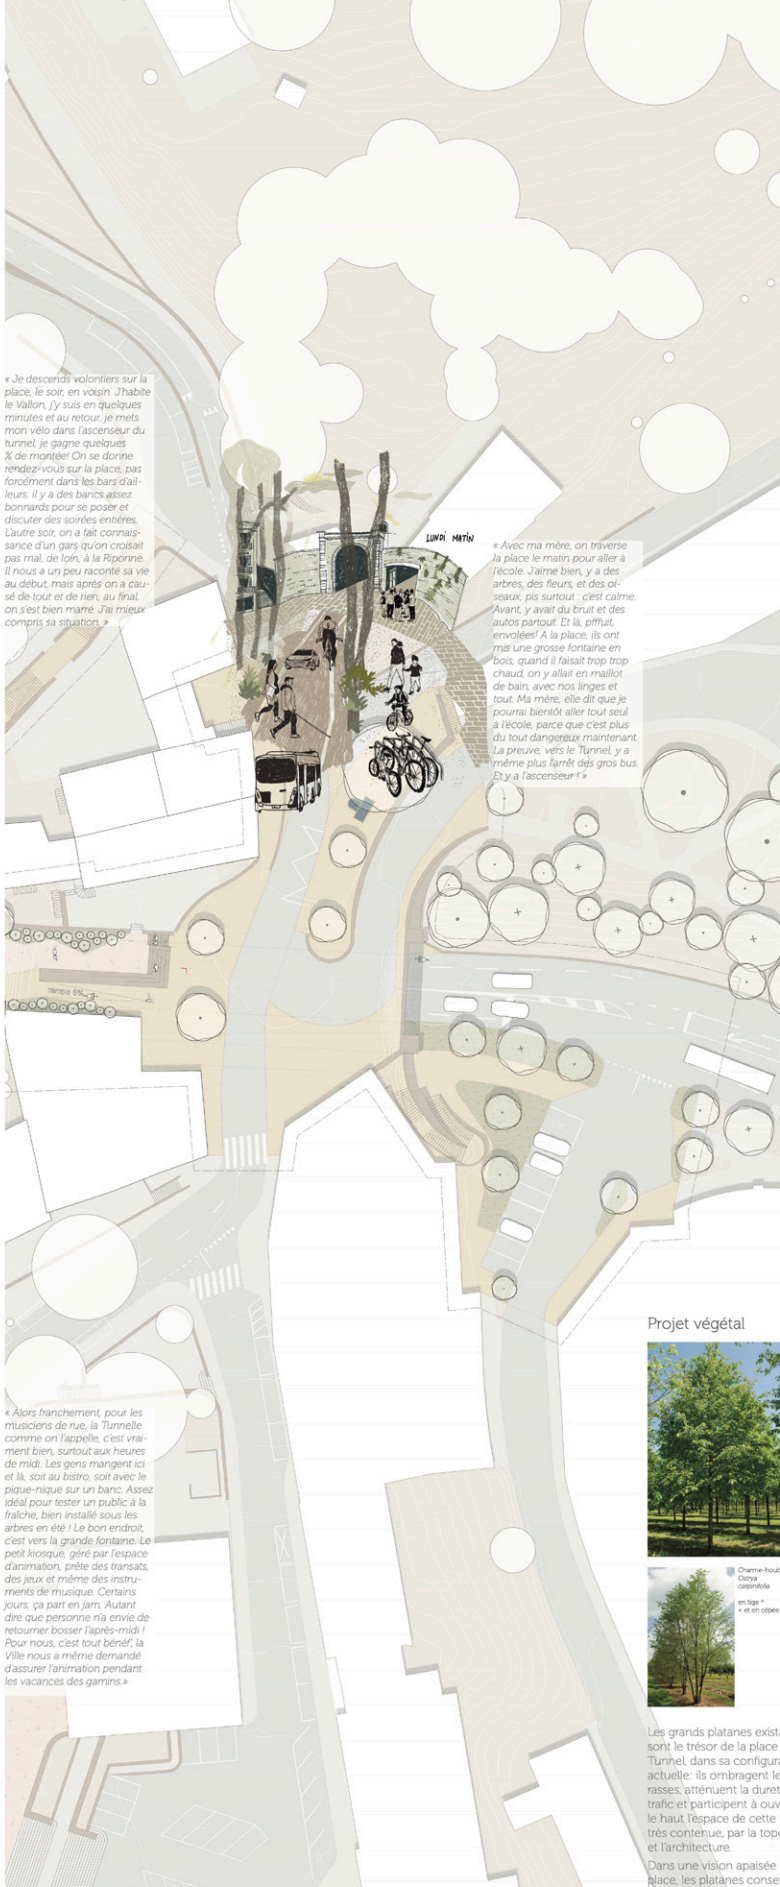 « Je descends volontiers sur la
place, le soir, en voisin. J'habite
le Vallon, j'y suis en quelques
minutes et au retour, je mets
mon vélo dans l'ascenseur du
tunnel, je gagne quelques
% de montée! On se donne
rendez-vous sur la place, pas
forcément dans les bars d'ail-
leurs: il y a des bancs assez
bonnards pour se poser et
discuter des soirées entières.
L'autre soir, on a fait connais-
sance d'un gars qu'on croisait
pas mal, de loin, à la Riponne.
Il nous a un peu raconté sa vie
au début, mais après on a cau-
sé de tout et de rien, au final,
on s'est bien marré. J'ai mieux
compris sa situation. »
LUNDI MATIN
« Avec ma mère, on traverse
la place le matin pour aller à
l'école. J'aime bien, y a des
arbres, des fleurs, et des oi-
seaux, pis surtout : c'est calme.
Avant, y avait du bruit et des
autos partout. Et là, pfffuit,
envolées! A la place, ils ont
mis une grosse fontaine en
bois, quand il faisait trop trop
chaud, on y allait en maillot
de bain, avec nos linges et
tout. Ma mère, elle dit que je
pourrai bientôt aller tout seul
à l'école, parce que c'est plus
du tout dangereux maintenant.
La preuve, vers le Tunnel, y a
même plus l'arrêt des gros bus.
Et y a l'ascenseur ! »
rampe 6%
« Alors franchement, pour les
musiciens de rue, la Tunnelle
comme on l'appelle, c'est vrai-
ment bien, surtout aux heures
de midi. Les gens mangent ici
et là, soit au bistro, soit avec le
pique-nique sur un banc. Assez
idéal pour tester un public à la
fraîche, bien installé sous les
arbres en été ! Le bon endroit,
c'est vers la grande fontaine. Le
petit kiosque, géré par l'espace
d'animation, prête des transats,
des jeux et même des instru-
ments de musique. Certains
jours, ça part en jam. Autant
dire que personne n'a envie de
retourner bosser l'après-midi !
Pour nous, c'est tout bénéf, la
Ville nous a même demandé
d'assurer l'animation pendant
les vacances des gamins.»
Projet végétal
Charme-houb
Ostrya
carpinifolia
en tige ^
< et en cépée
Les grands platanes exista
sont le trésor de la place
Tunnel, dans sa configura
actuelle: ils ombragent le
rasses, atténuent la duret
trafic et participent à ouv
le haut l'espace de cette
très contenue, par la topo
et l'architecture.
Dans une vision apaisée
place, les platanes conse